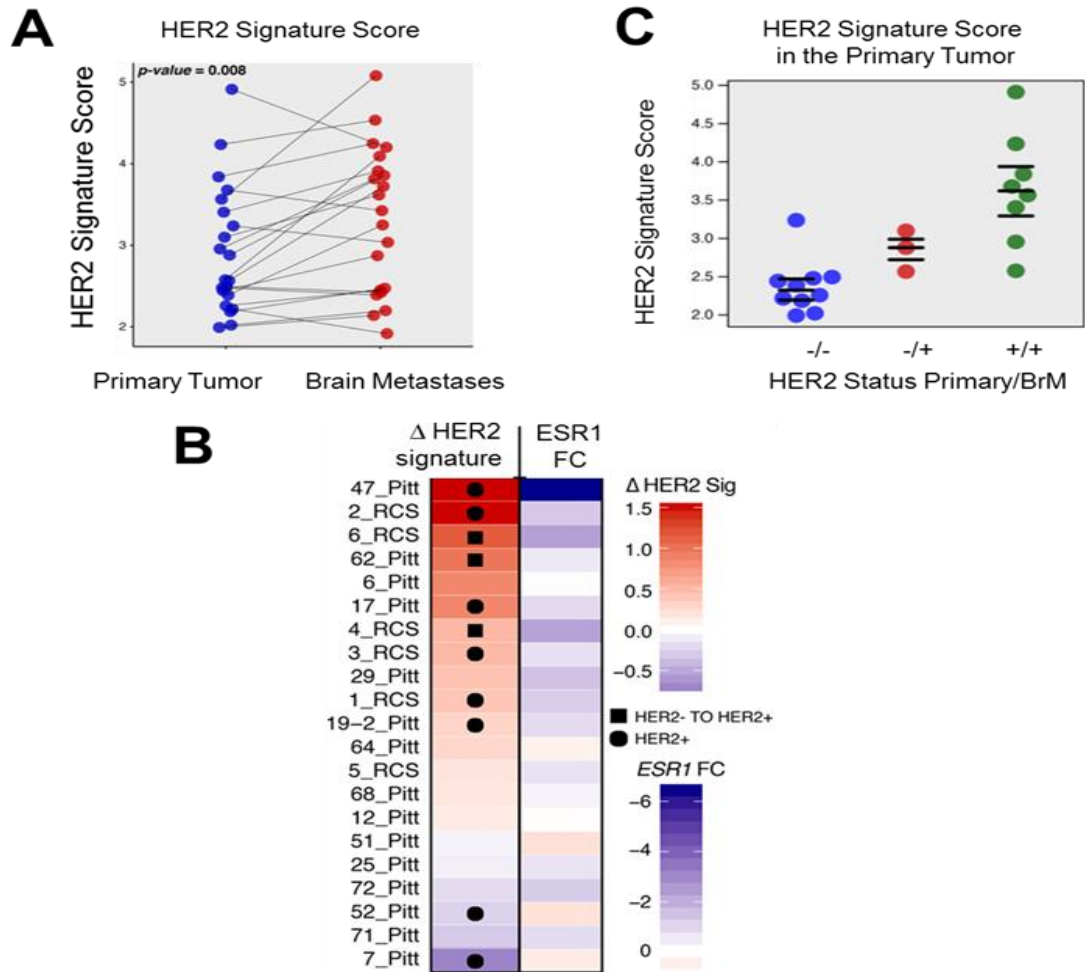 A
HER2 Signature Score
p-value = 0.008
HER2 Signature Score
5
4
3
2
Primary Tumor
Brain Metastases
C
HER2 Signature Score
in the Primary Tumor
HER2 Signature Score
5.0
4.5
4.0
3.5
3.0
2.5
2.0
-/-
-/+
+/+
HER2 Status Primary/BrM
B
Δ HER2
signature
ESR1
FC
47_Pitt
2_RCS
6_RCS
62_Pitt
6_Pitt
17_Pitt
4_RCS
3_RCS
29_Pitt
1_RCS
19-2_Pitt
64_Pitt
5_RCS
68_Pitt
12_Pitt
51_Pitt
25_Pitt
72_Pitt
52_Pitt
71_Pitt
7_Pitt
Δ HER2 Sig
1.5
1.0
0.5
0.0
-0.5
HER2- TO HER2+
HER2+
ESR1 FC
-6
-4
-2
0